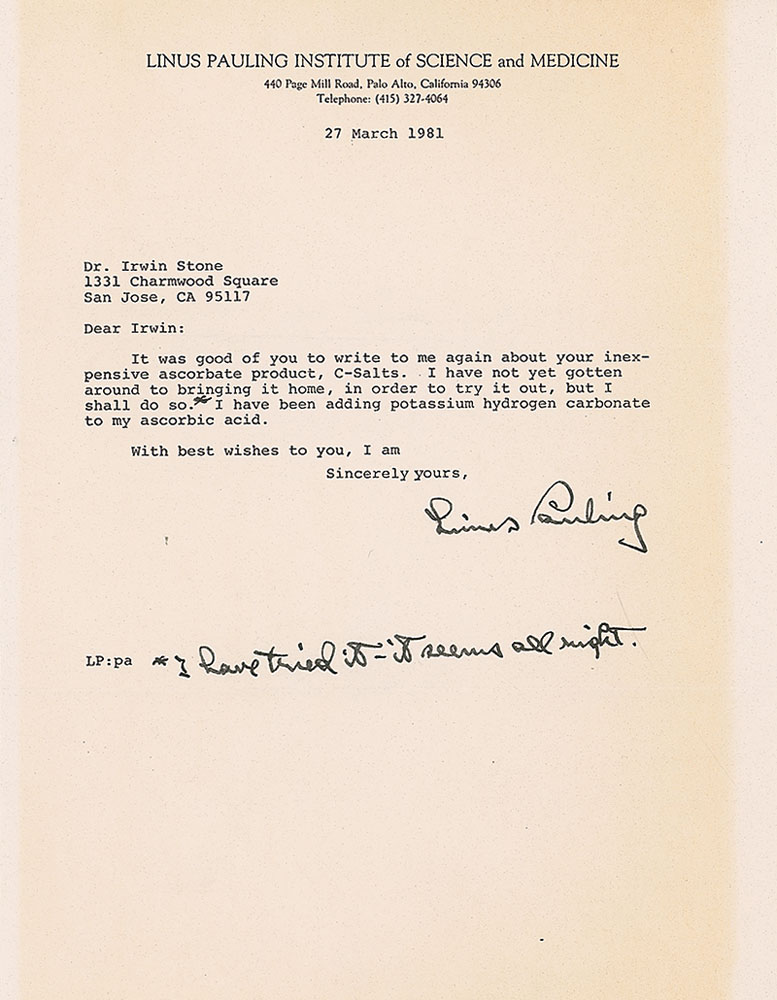 LINUS PAULING INSTITUTE of SCIENCE and MEDICINE
440 Page Mill Road, Palo Alto, California 94306
Telephone: (415) 327-4064
27 March 1981
Dr. Irwin Stone
1331 Charmwood Square
San Jose, CA 95117
Dear Irwin:
It was good of you to write to me again about your inex-
pensive ascorbate product, C-Salts. I have not yet gotten
around to bringing it home, in order to try it out, but I
shall do so.* I have been adding potassium hydrogen carbonate
to my ascorbic acid.
With best wishes to you, I am
Sincerely yours,
Linus Pauling
LP:pa * I have tried it - it seems all right.